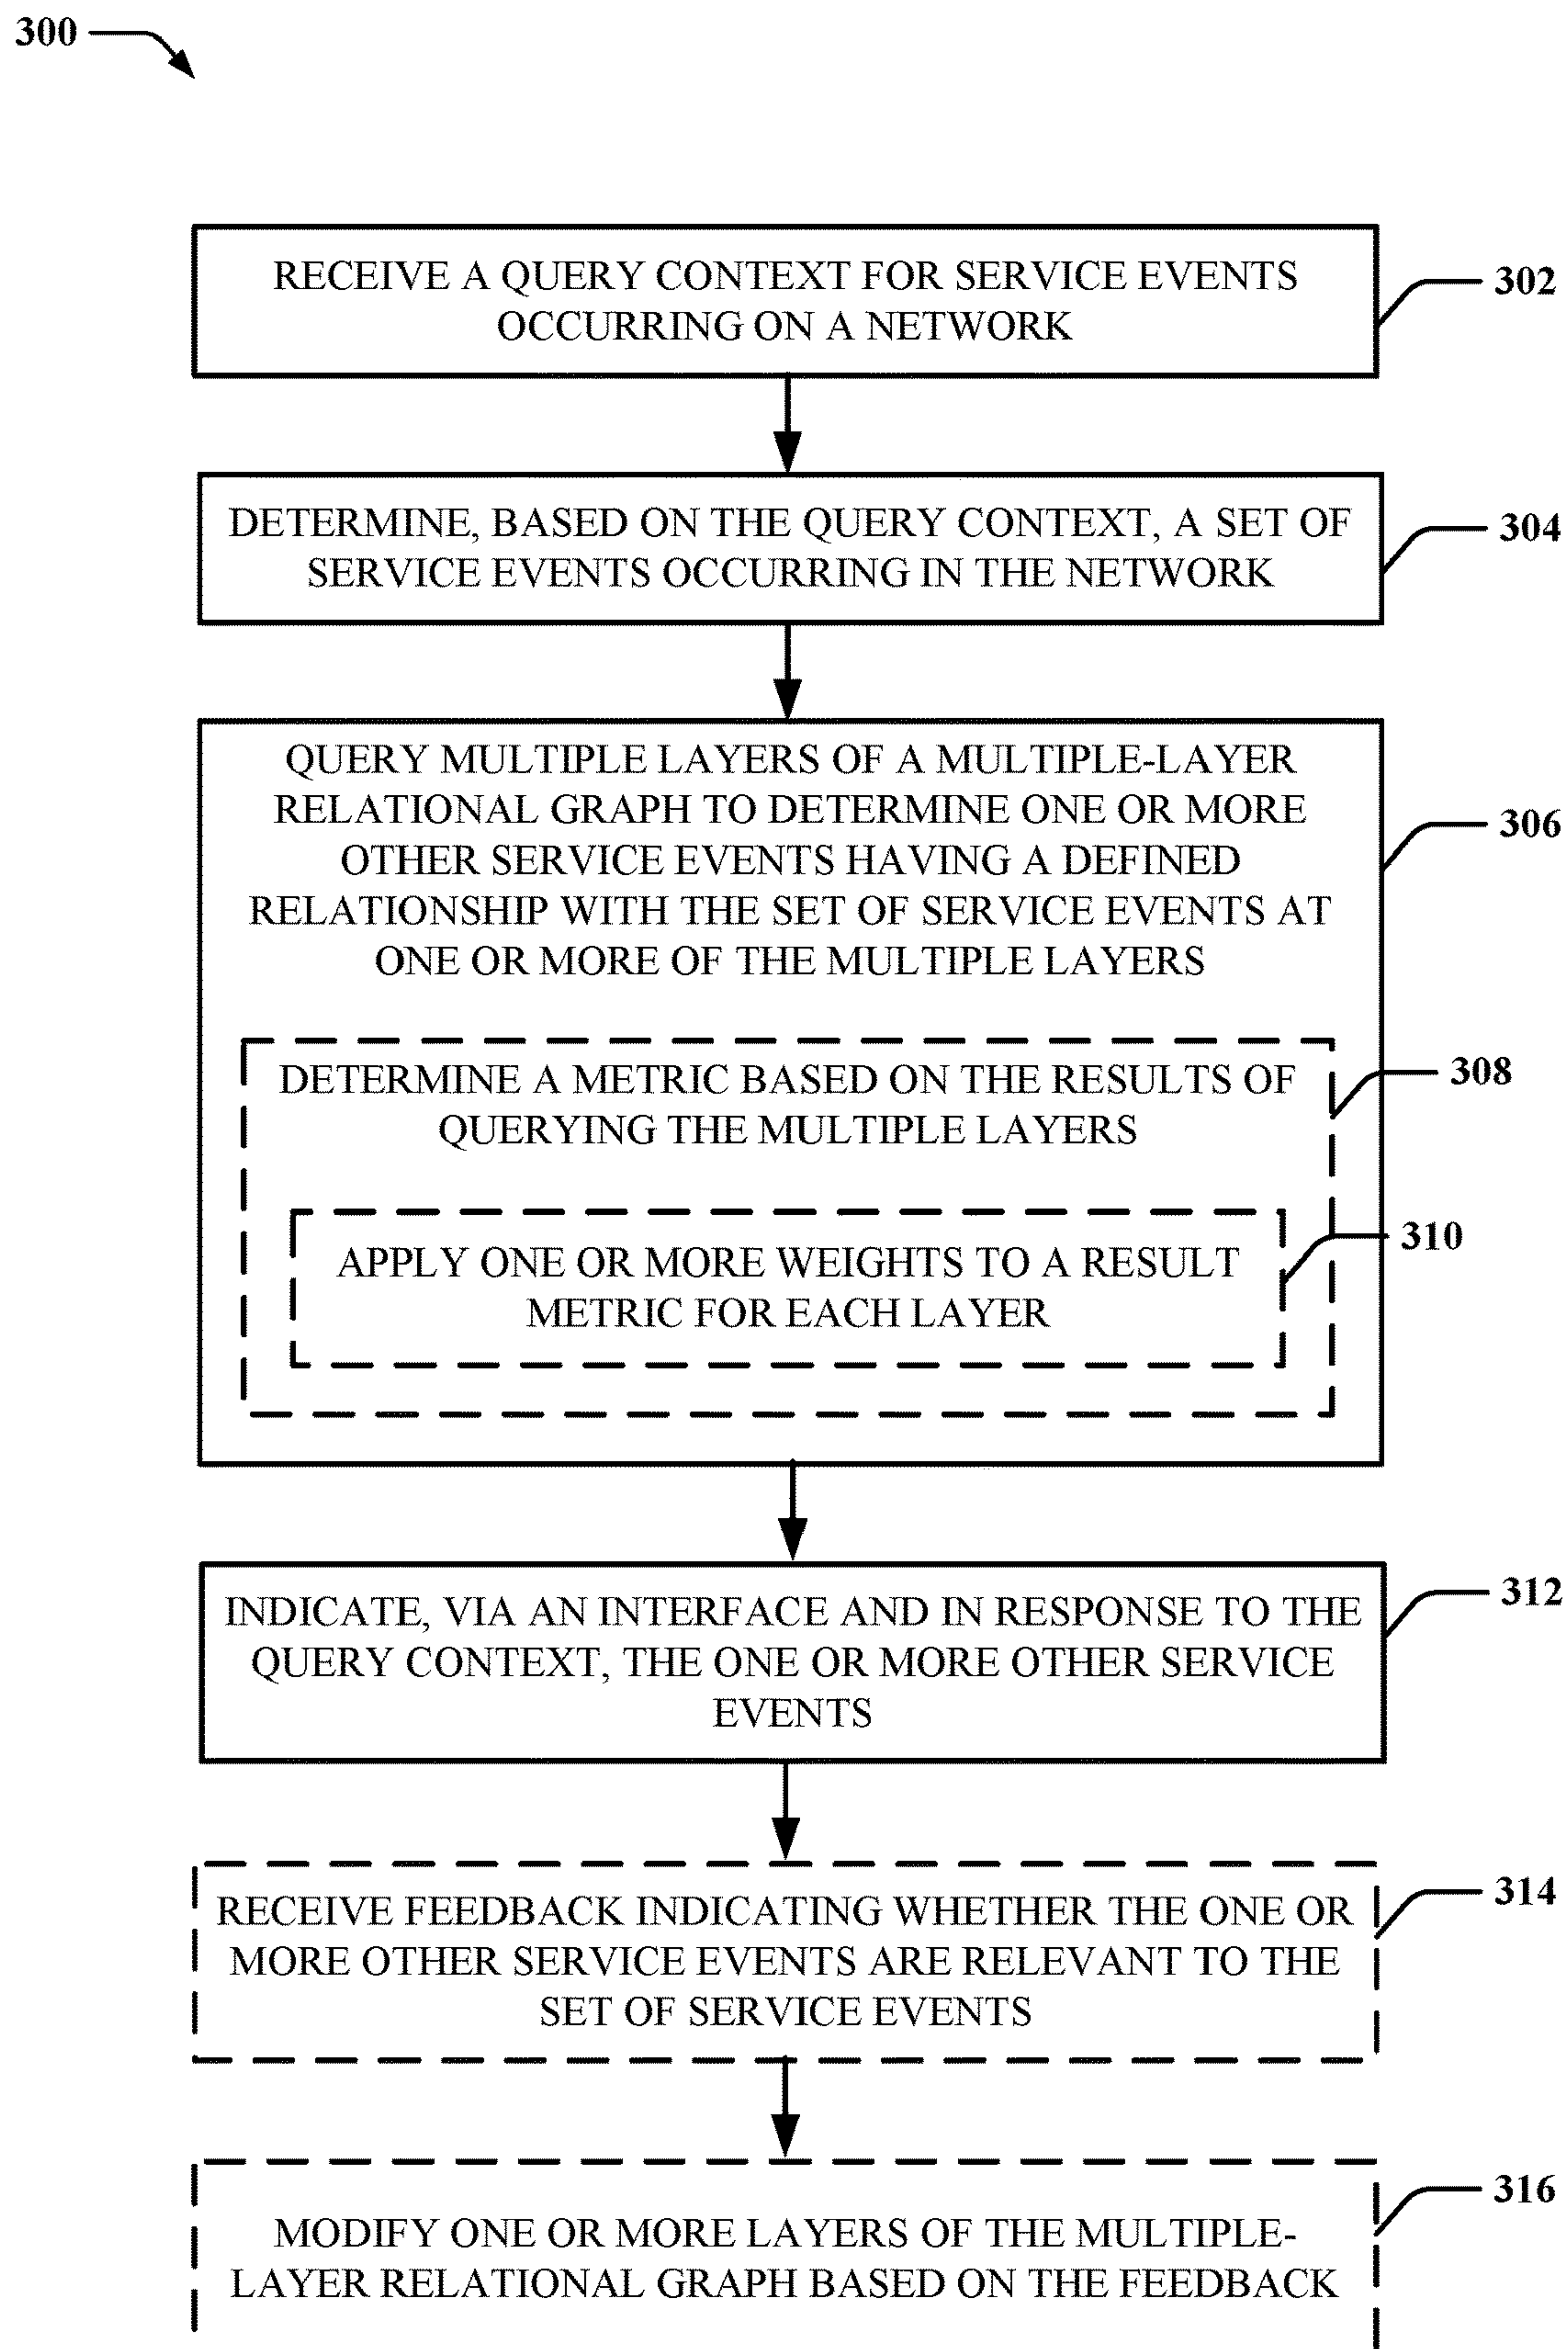 300
RECEIVE A QUERY CONTEXT FOR SERVICE EVENTS
OCCURRING ON A NETWORK
302
DETERMINE, BASED ON THE QUERY CONTEXT, A SET OF
SERVICE EVENTS OCCURRING IN THE NETWORK
304
QUERY MULTIPLE LAYERS OF A MULTIPLE-LAYER
RELATIONAL GRAPH TO DETERMINE ONE OR MORE
OTHER SERVICE EVENTS HAVING A DEFINED
RELATIONSHIP WITH THE SET OF SERVICE EVENTS AT
ONE OR MORE OF THE MULTIPLE LAYERS
306
DETERMINE A METRIC BASED ON THE RESULTS OF
QUERYING THE MULTIPLE LAYERS
308
APPLY ONE OR MORE WEIGHTS TO A RESULT
METRIC FOR EACH LAYER
310
INDICATE, VIA AN INTERFACE AND IN RESPONSE TO THE
QUERY CONTEXT, THE ONE OR MORE OTHER SERVICE
EVENTS
312
RECEIVE FEEDBACK INDICATING WHETHER THE ONE OR
MORE OTHER SERVICE EVENTS ARE RELEVANT TO THE
SET OF SERVICE EVENTS
314
MODIFY ONE OR MORE LAYERS OF THE MULTIPLE-
LAYER RELATIONAL GRAPH BASED ON THE FEEDBACK
316